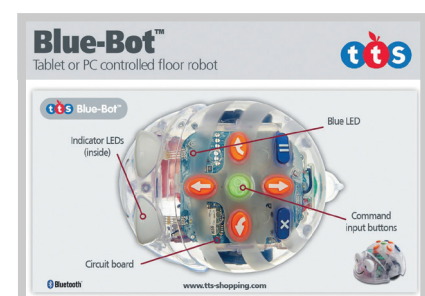 Blue-Bot™
Tablet or PC controlled floor robot
tts
tts Blue-Bot™
Blue LED
Indicator LEDs
(inside)
Command
input buttons
Circuit board
Bluetooth®
www.tts-shopping.com